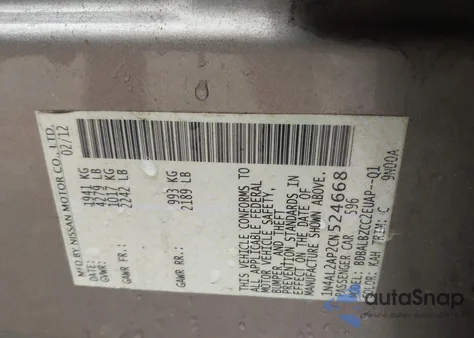 MFD BY NISSAN MOTOR CO., LTD.
02/12
1941 KG
GVWR: 4279 LB
1017 KG
GAWR FR: 2242 LB
993 KG
GAWR RR: 2189 LB
THIS VEHICLE CONFORMS TO
ALL APPLICABLE FEDERAL
MOTOR VEHICLE SAFETY,
BUMPER, AND THEFT
PREVENTION STANDARDS IN
EFFECT ON THE DATE OF
MANUFACTURE SHOWN ABOVE.
1N4AL2AP2CN524668
PASSENGER CAR 596
MODEL: BDBALBZCCZEUAP--Q1
COLOR: KAH TRIM: C 9N00A
autoSnap